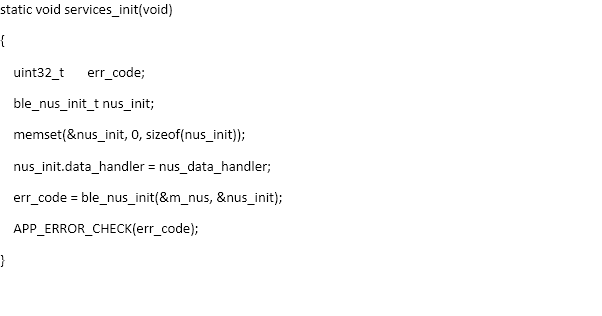 static void services_init(void)
{
uint32_t err_code;
ble_nus_init_t nus_init;
memset(&nus_init, 0, sizeof(nus_init));
nus_init.data_handler = nus_data_handler;
err_code = ble_nus_init(&m_nus, &nus_init);
APP_ERROR_CHECK(err_code);
}